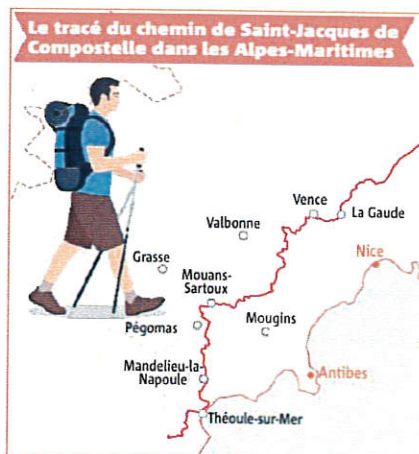 Le tracé du chemin de Saint-Jacques de
Compostelle dans les Alpes-Maritimes
Vence
La Gaude
Valbonne
Nice
Grasse
Mouans-
Sartoux
Pégomas
Mougins
Mandelieu-la-
Napoule
Antibes
Théoule-sur-Mer